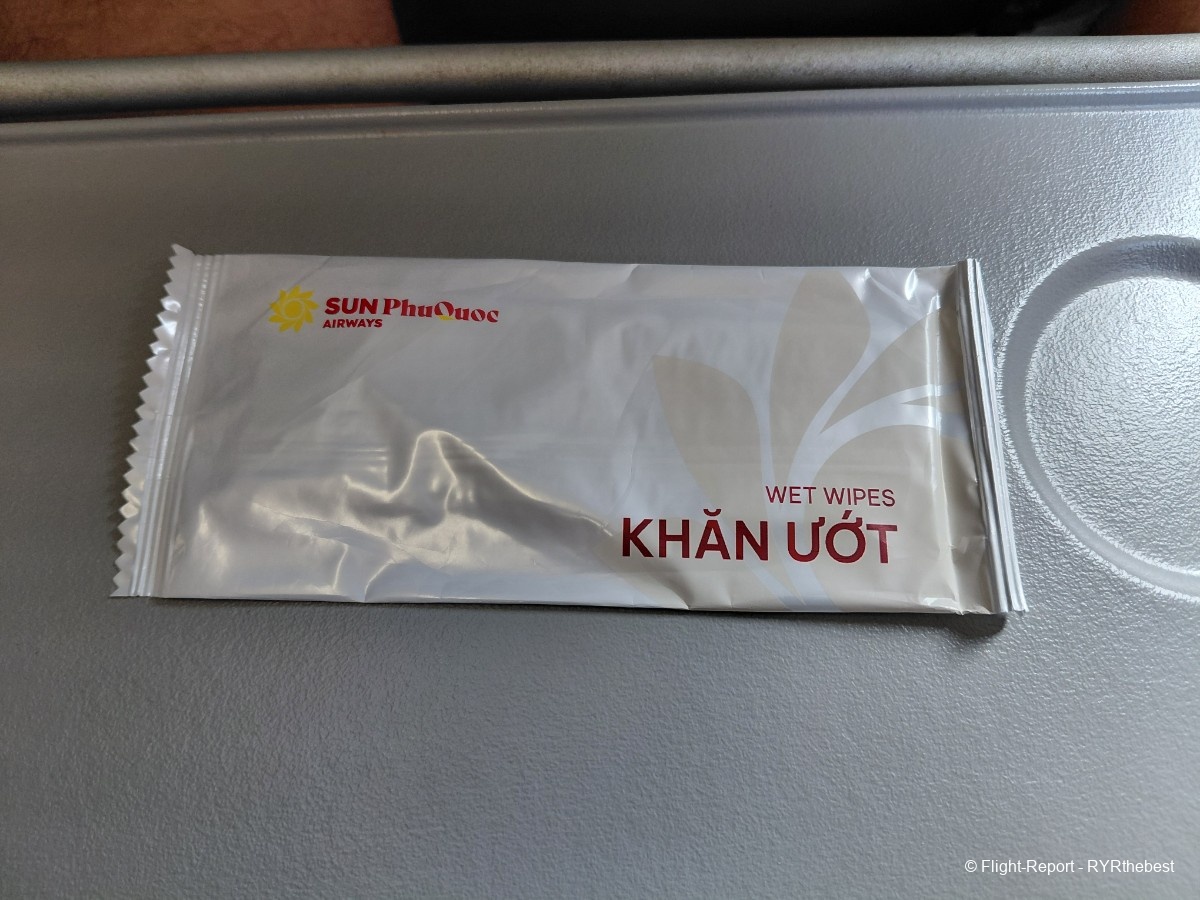 SUN PhuQuoc
AIRWAYS
WET WIPES
KHĂN ƯỚT
© Flight-Report - RYRthebest